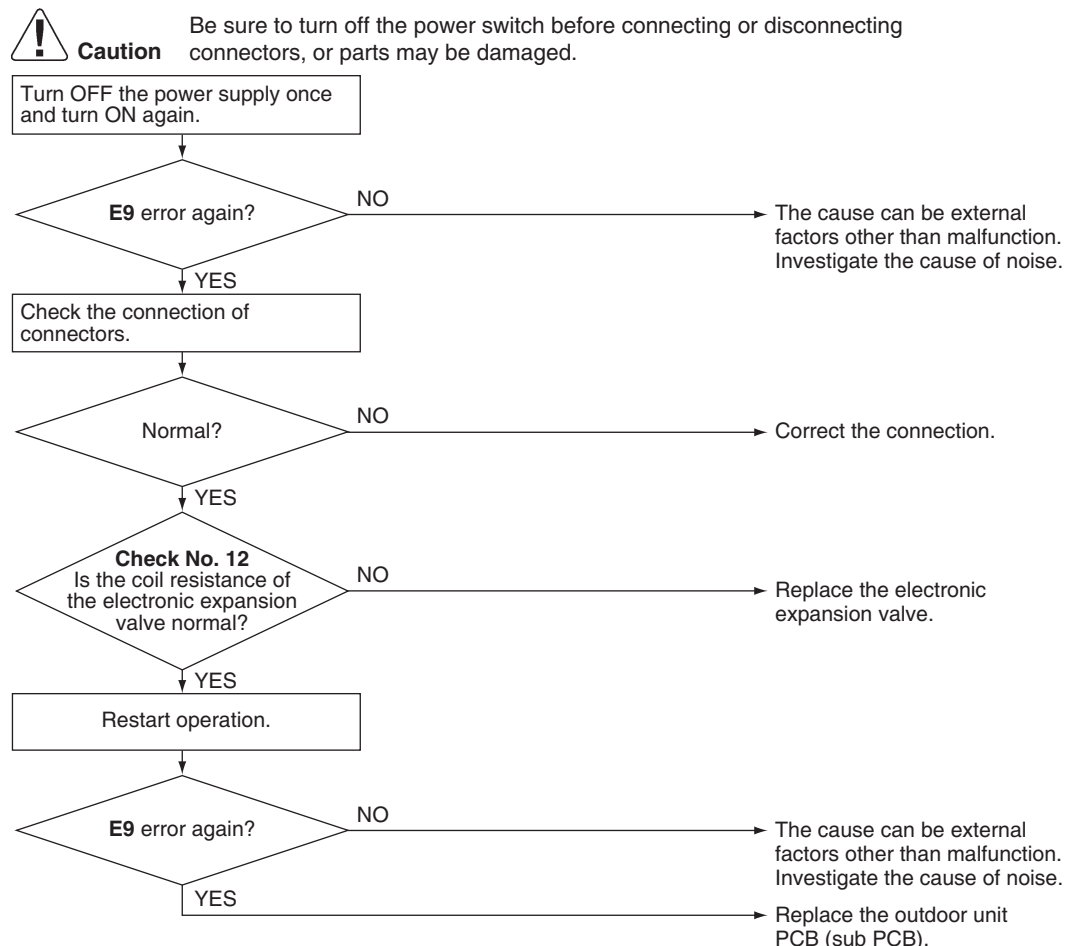 Be sure to turn off the power switch before connecting or disconnecting
Caution connectors, or parts may be damaged.
Turn OFF the power supply once
and turn ON again.
E9 error again?
NO
The cause can be external
factors other than malfunction.
Investigate the cause of noise.
YES
Check the connection of
connectors.
Normal?
NO
Correct the connection.
YES
Check No. 12
Is the coil resistance of
the electronic expansion
valve normal?
NO
Replace the electronic
expansion valve.
YES
Restart operation.
E9 error again?
NO
The cause can be external
factors other than malfunction.
Investigate the cause of noise.
YES
Replace the outdoor unit
PCB (sub PCB).